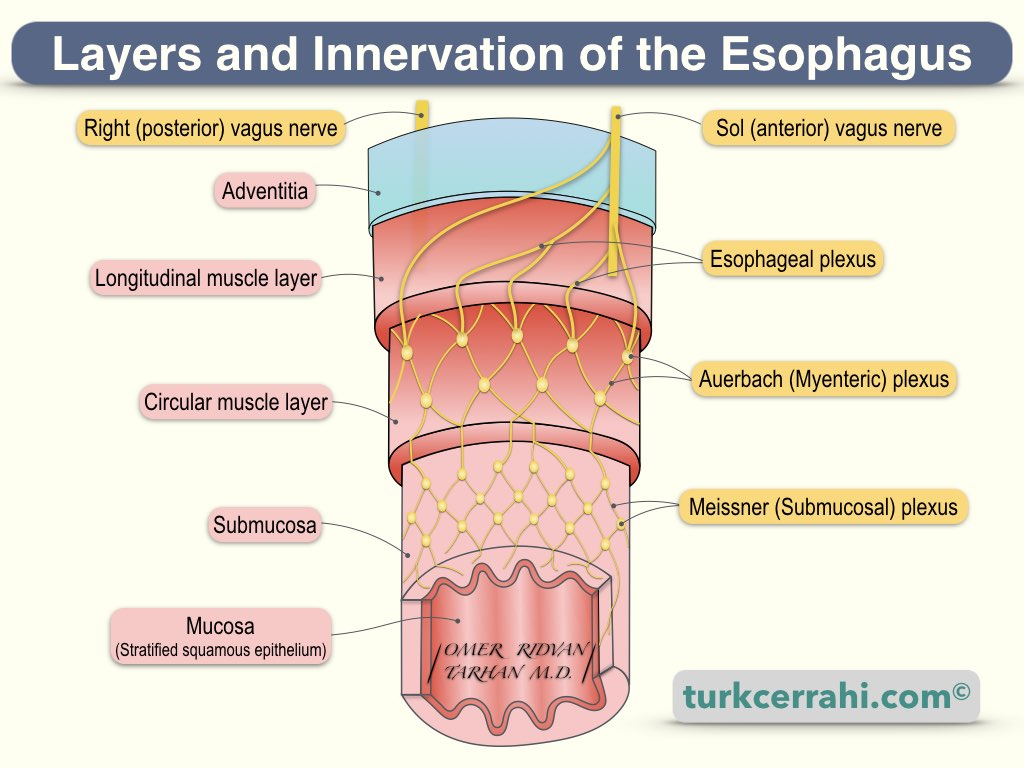 Layers and Innervation of the Esophagus
Right (posterior) vagus nerve
Sol (anterior) vagus nerve
Adventitia
Esophageal plexus
Longitudinal muscle layer
Auerbach (Myenteric) plexus
Circular muscle layer
Meissner (Submucosal) plexus
Submucosa
Mucosa
(Stratified squamous epithelium)
OMER RIDVAN
TARHAN M.D.
turkcerrahi.com©